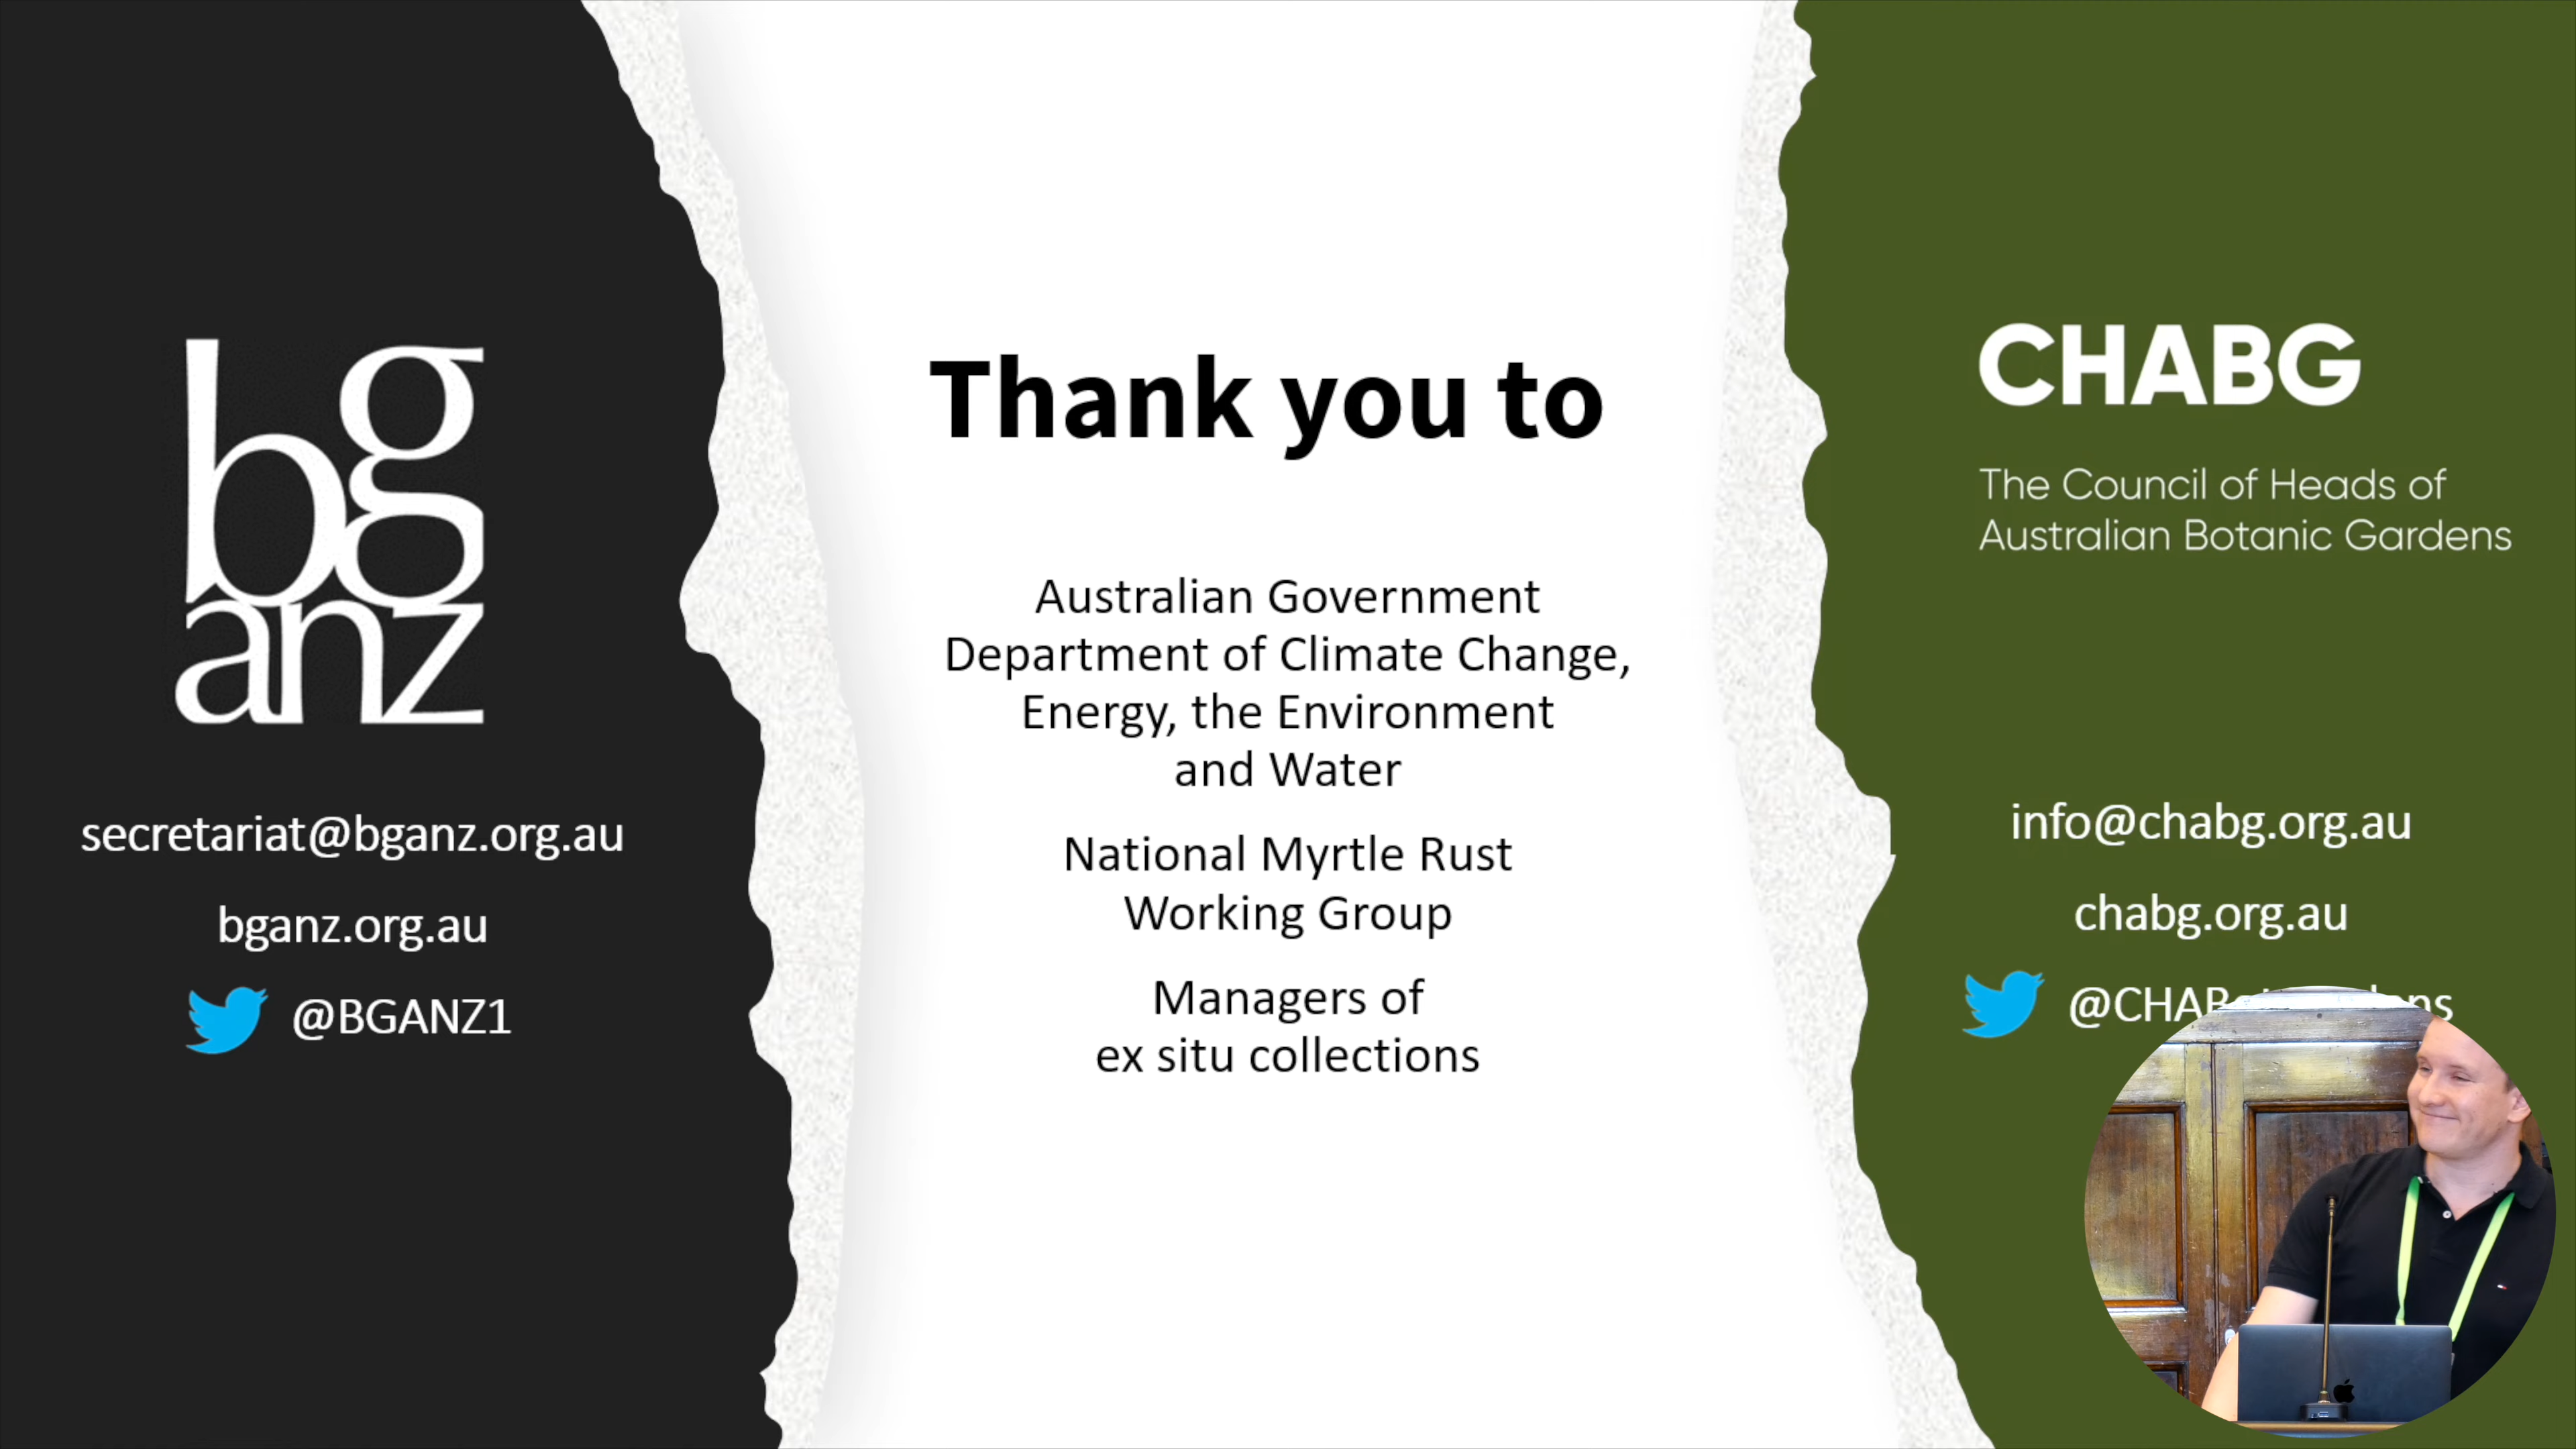 bg
anz
secretariat@bganz.org.au
bganz.org.au
@BGANZ1
Thank you to
Australian Government
Department of Climate Change,
Energy, the Environment
and Water
National Myrtle Rust
Working Group
Managers of
ex situ collections
CHABG
The Council of Heads of
Australian Botanic Gardens
info@chabg.org.au
chabg.org.au